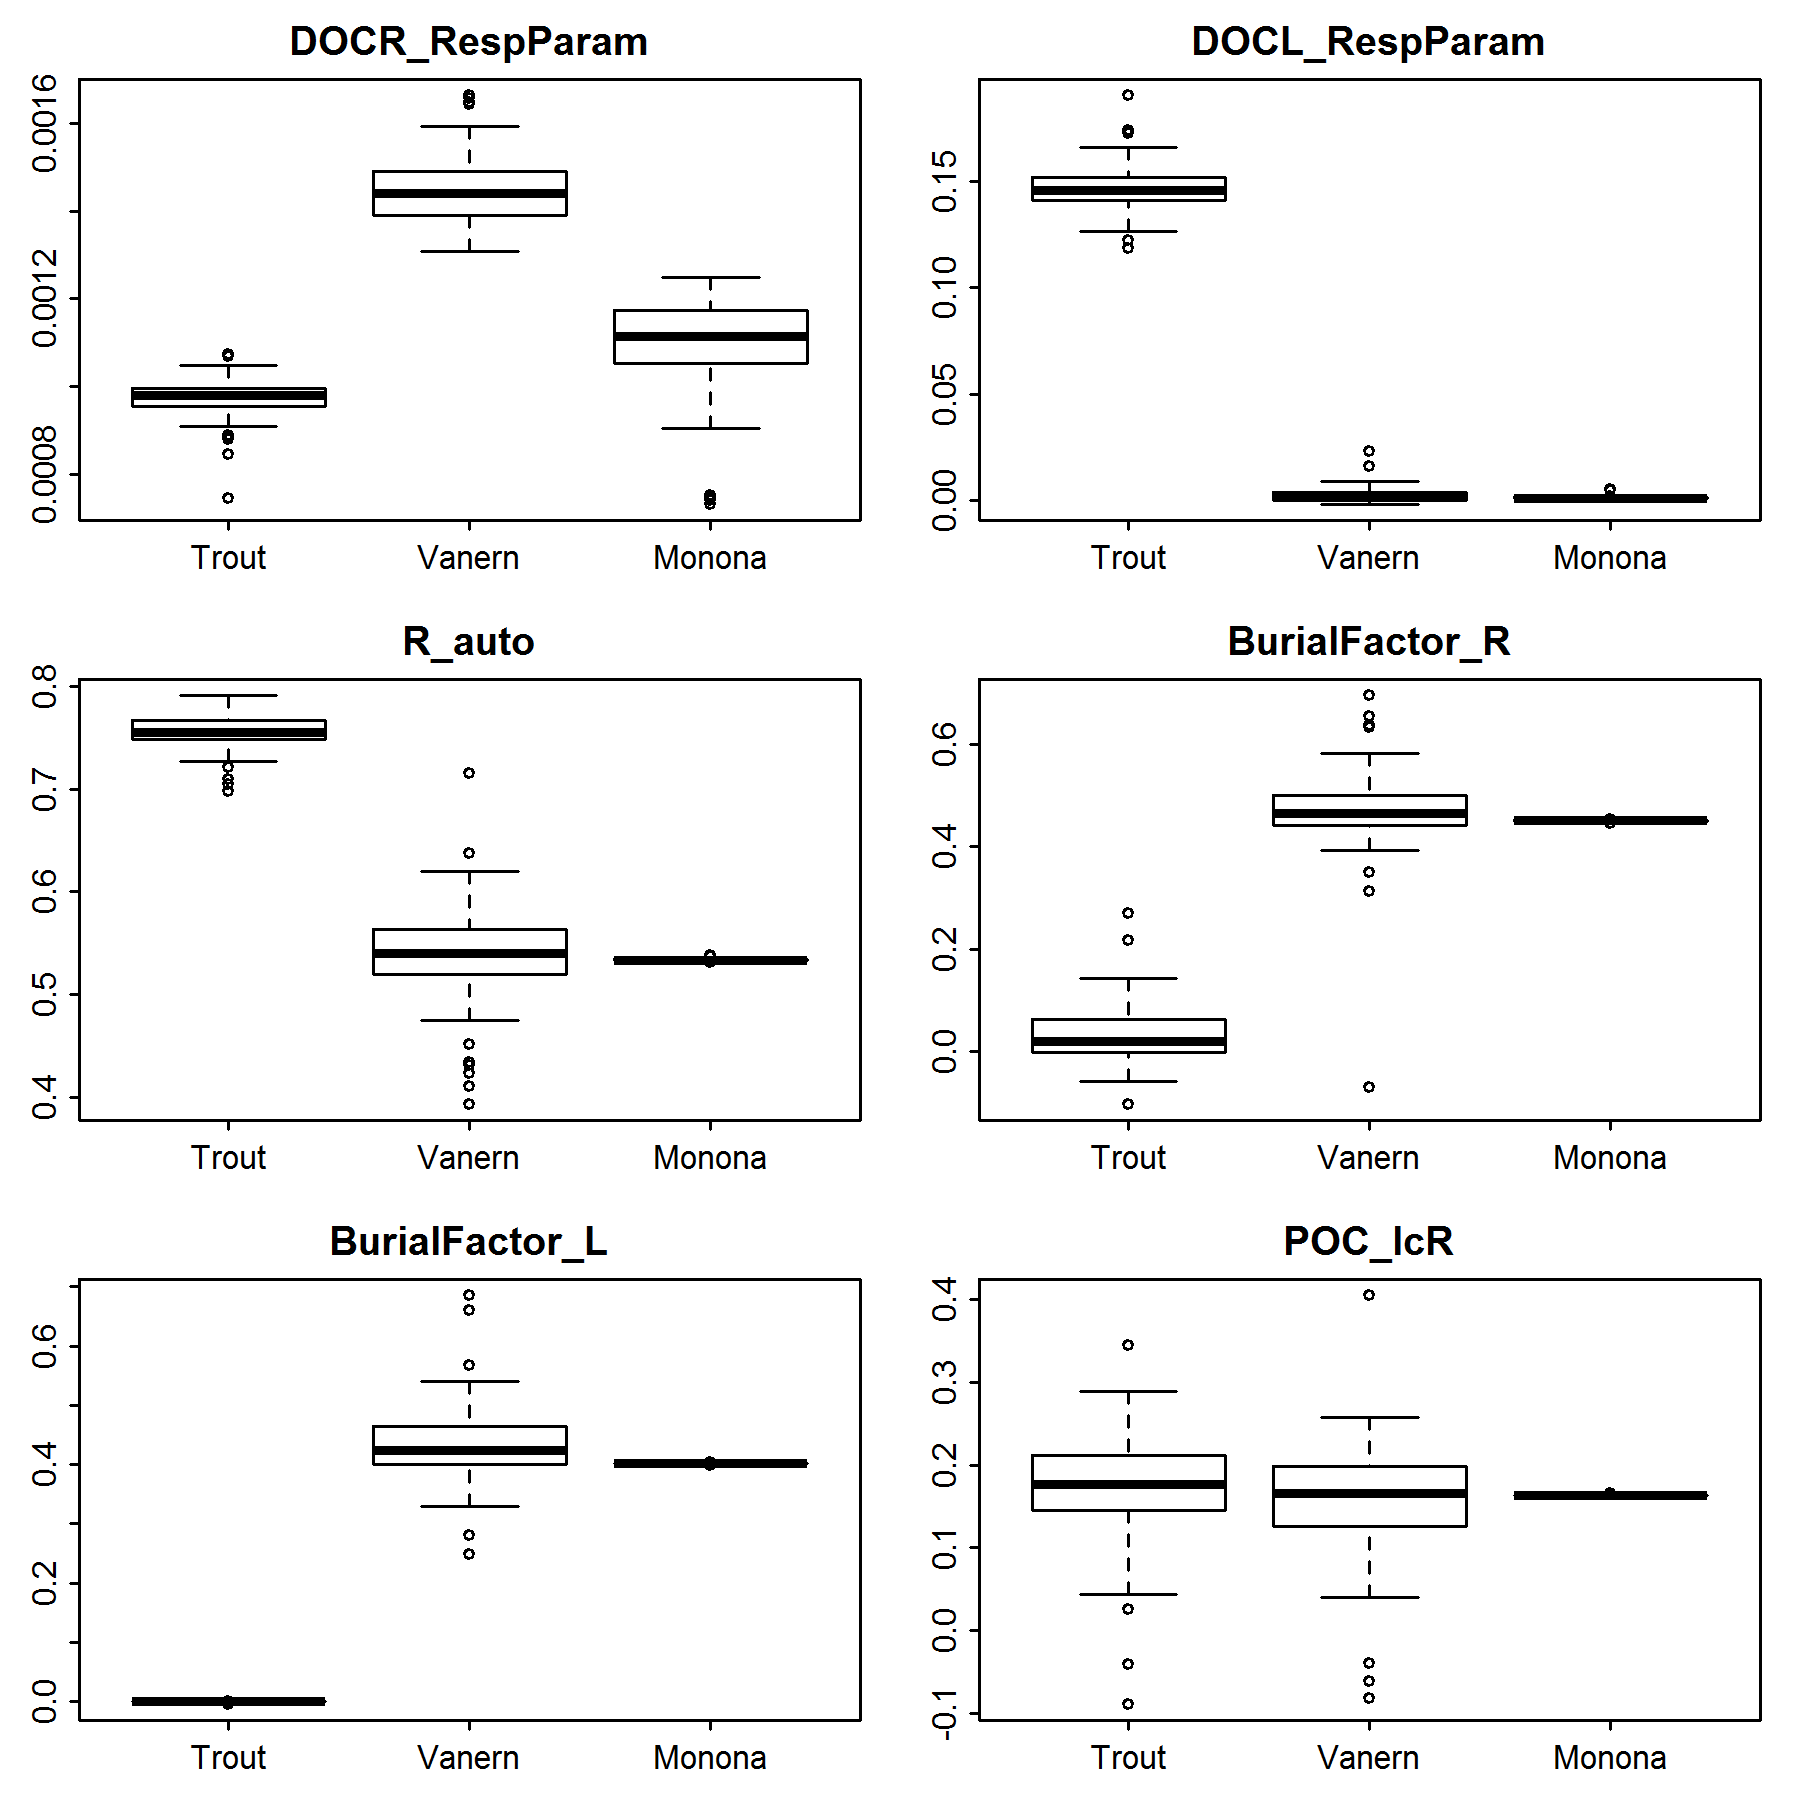 DOCR_RespParam
0.0016
0.0012
0.0008
Trout Vanern Monona
DOCL_RespParam
0.15
0.10
0.05
0.00
Trout Vanern Monona
R_auto
0.8
0.7
0.6
0.5
0.4
Trout Vanern Monona
BurialFactor_R
0.6
0.4
0.2
0.0
Trout Vanern Monona
BurialFactor_L
0.6
0.4
0.2
0.0
Trout Vanern Monona
POC_lcR
0.4
0.3
0.2
0.1
0.0
-0.1
Trout Vanern Monona